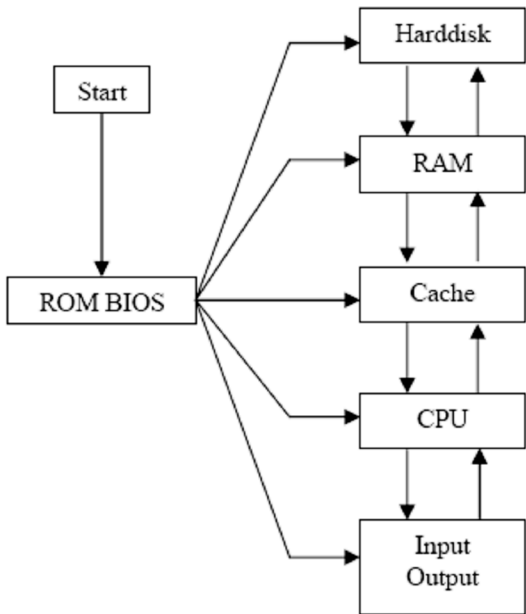 Start
ROM BIOS
Harddisk
RAM
Cache
CPU
Input
Output